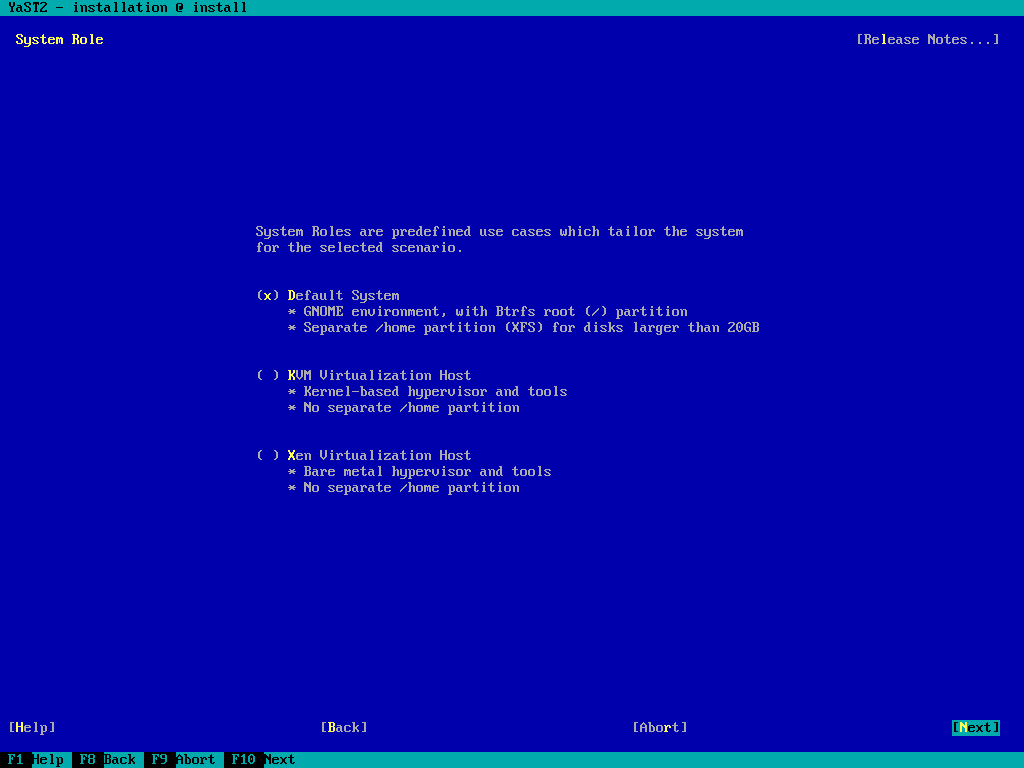 YaST2 - installation @ install
System Role [Release Notes...]
System Roles are predefined use cases which tailor the system
for the selected scenario.
(x) Default System
* GNOME environment, with Btrfs root (/) partition
* Separate /home partition (XFS) for disks larger than 20GB
( ) KVM Virtualization Host
* Kernel-based hypervisor and tools
* No separate /home partition
( ) Xen Virtualization Host
* Bare metal hypervisor and tools
* No separate /home partition
[Help] [Back] [Abort] [Next]
F1 Help F8 Back F9 Abort F10 Next